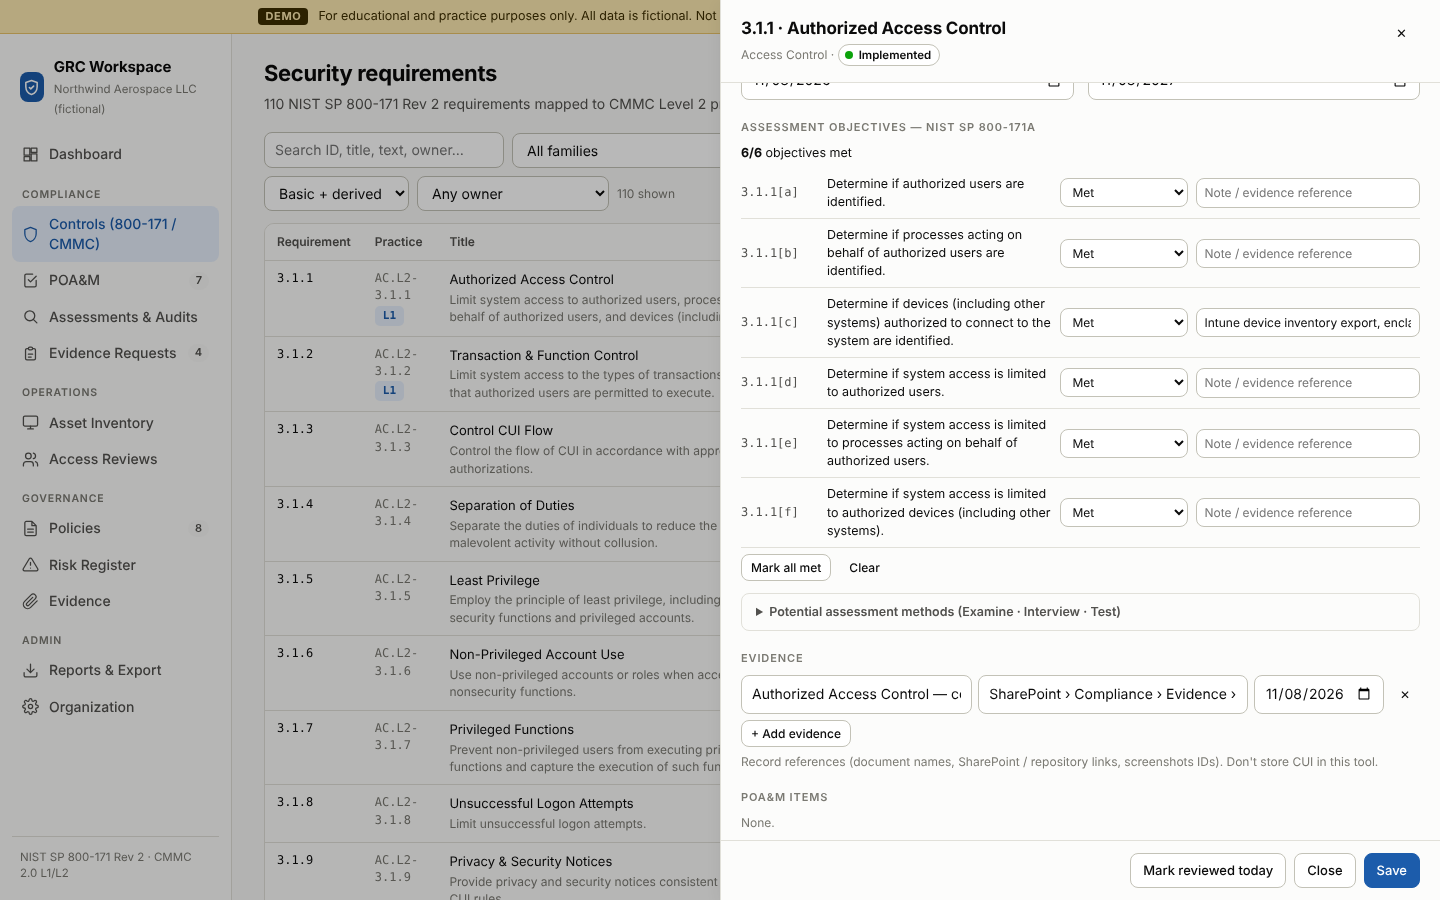 DEMO For educational and practice purposes only. All data is fictional. Not
GRC Workspace
Northwind Aerospace LLC
(fictional)
Dashboard
COMPLIANCE
Controls (800-171 /
CMMC)
POA&M 7
Assessments & Audits
Evidence Requests 4
OPERATIONS
Asset Inventory
Access Reviews
GOVERNANCE
Policies 8
Risk Register
Evidence
ADMIN
Reports & Export
Organization
NIST SP 800-171 Rev 2 · CMMC
2.0 L1/L2
Security requirements
110 NIST SP 800-171 Rev 2 requirements mapped to CMMC Level 2 p
Search ID, title, text, owner...
All families
Basic + derived
Any owner
110 shown
Requirement Practice Title
3.1.1 AC.L2-
3.1.1
L1
Authorized Access Control
Limit system access to authorized users, proces
behalf of authorized users, and devices (includi
3.1.2 AC.L2-
3.1.2
L1
Transaction & Function Control
Limit system access to the types of transactions
that authorized users are permitted to execute.
3.1.3 AC.L2-
3.1.3
Control CUI Flow
Control the flow of CUI in accordance with appr
authorizations.
3.1.4 AC.L2-
3.1.4
Separation of Duties
Separate the duties of individuals to reduce the
malevolent activity without collusion.
3.1.5 AC.L2-
3.1.5
Least Privilege
Employ the principle of least privilege, including
security functions and privileged accounts.
3.1.6 AC.L2-
3.1.6
Non-Privileged Account Use
Use non-privileged accounts or roles when acce
nonsecurity functions.
3.1.7 AC.L2-
3.1.7
Privileged Functions
Prevent non-privileged users from executing pri
functions and capture the execution of such fun
3.1.8 AC.L2-
3.1.8
Unsuccessful Logon Attempts
Limit unsuccessful logon attempts.
3.1.9 AC.L2-
3.1.9
Privacy & Security Notices
Provide privacy and security notices consistent
CUI rules.
3.1.1 · Authorized Access Control
Access Control · Implemented
×
ASSESSMENT OBJECTIVES — NIST SP 800-171A
6/6 objectives met
3.1.1[a]
Determine if authorized users are
identified.
Met
Note / evidence reference
3.1.1[b]
Determine if processes acting on
behalf of authorized users are
identified.
Met
Note / evidence reference
3.1.1[c]
Determine if devices (including other
systems) authorized to connect to the
system are identified.
Met
Intune device inventory export, encla
3.1.1[d]
Determine if system access is limited
to authorized users.
Met
Note / evidence reference
3.1.1[e]
Determine if system access is limited
to processes acting on behalf of
authorized users.
Met
Note / evidence reference
3.1.1[f]
Determine if system access is limited
to authorized devices (including other
systems).
Met
Note / evidence reference
Mark all met Clear
▶ Potential assessment methods (Examine · Interview · Test)
EVIDENCE
Authorized Access Control — co
SharePoint › Compliance › Evidence ›
11/08/2026
×
+ Add evidence
Record references (document names, SharePoint / repository links, screenshots IDs). Don't store CUI in this tool.
POA&M ITEMS
None.
Mark reviewed today Close Save